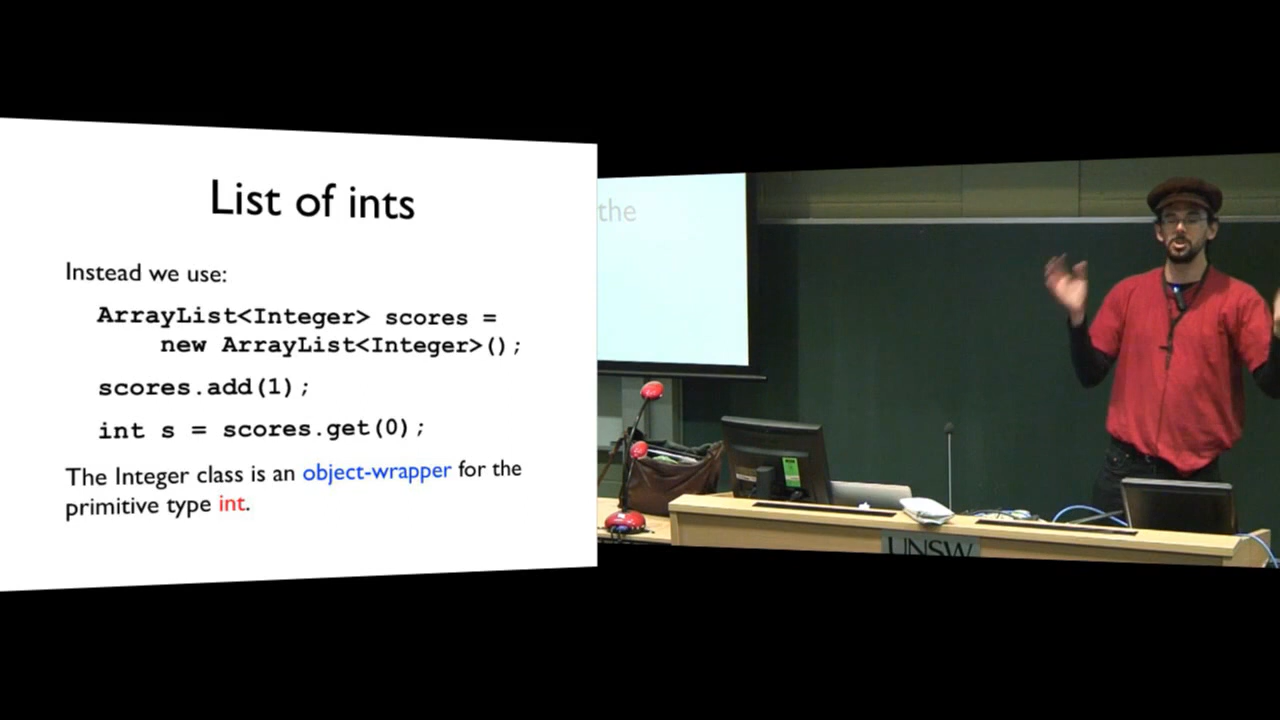 List of ints
Instead we use:
ArrayList<Integer> scores =
new ArrayList<Integer>();
scores.add(1);
int s = scores.get(0);
The Integer class is an object-wrapper for the
primitive type int.
the
UNSW